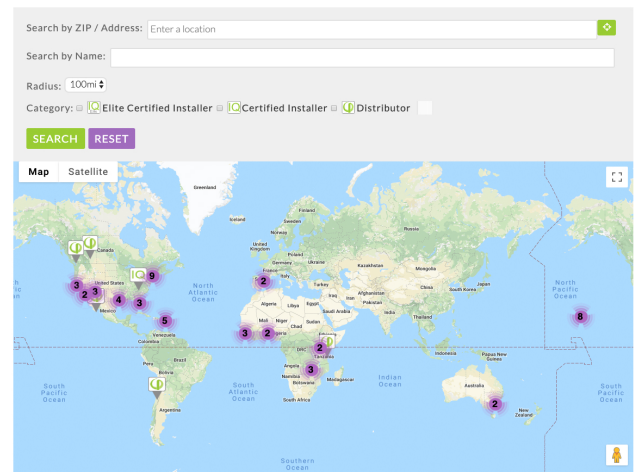 Search by ZIP / Address: Enter a location
Search by Name:
Radius: 100mi
Category: Elite Certified Installer Certified Installer Distributor
SEARCH RESET
Map Satellite
Greenland
Iceland
Finland
Sweden
Norway
Russia
Canada
United Kingdom
Poland
Germany
Ukraine
Kazakhstan
Mongolia
France
Italy
2
9
3
United States
2
3
4
3
North Atlantic Ocean
Turkey
Iraq
Iran
Afghanistan
Pakistan
China
South Korea
Japan
North Pacific Ocean
8
Mexico
Algeria
Libya
Egypt
Saudi Arabia
India
Thailand
5
Mali
Niger
Chad
Sudan
3
2
Venezuela
Colombia
DRC
2
Tanzania
Indonesia
Papua New Guinea
Peru
Brazil
Bolivia
Angola
3
Namibia
Botswana
Madagascar
South Pacific Ocean
South Atlantic Ocean
Indian Ocean
Australia
South Pacific Ocean
South Africa
2
New Zealand
Argentina
Southern Ocean